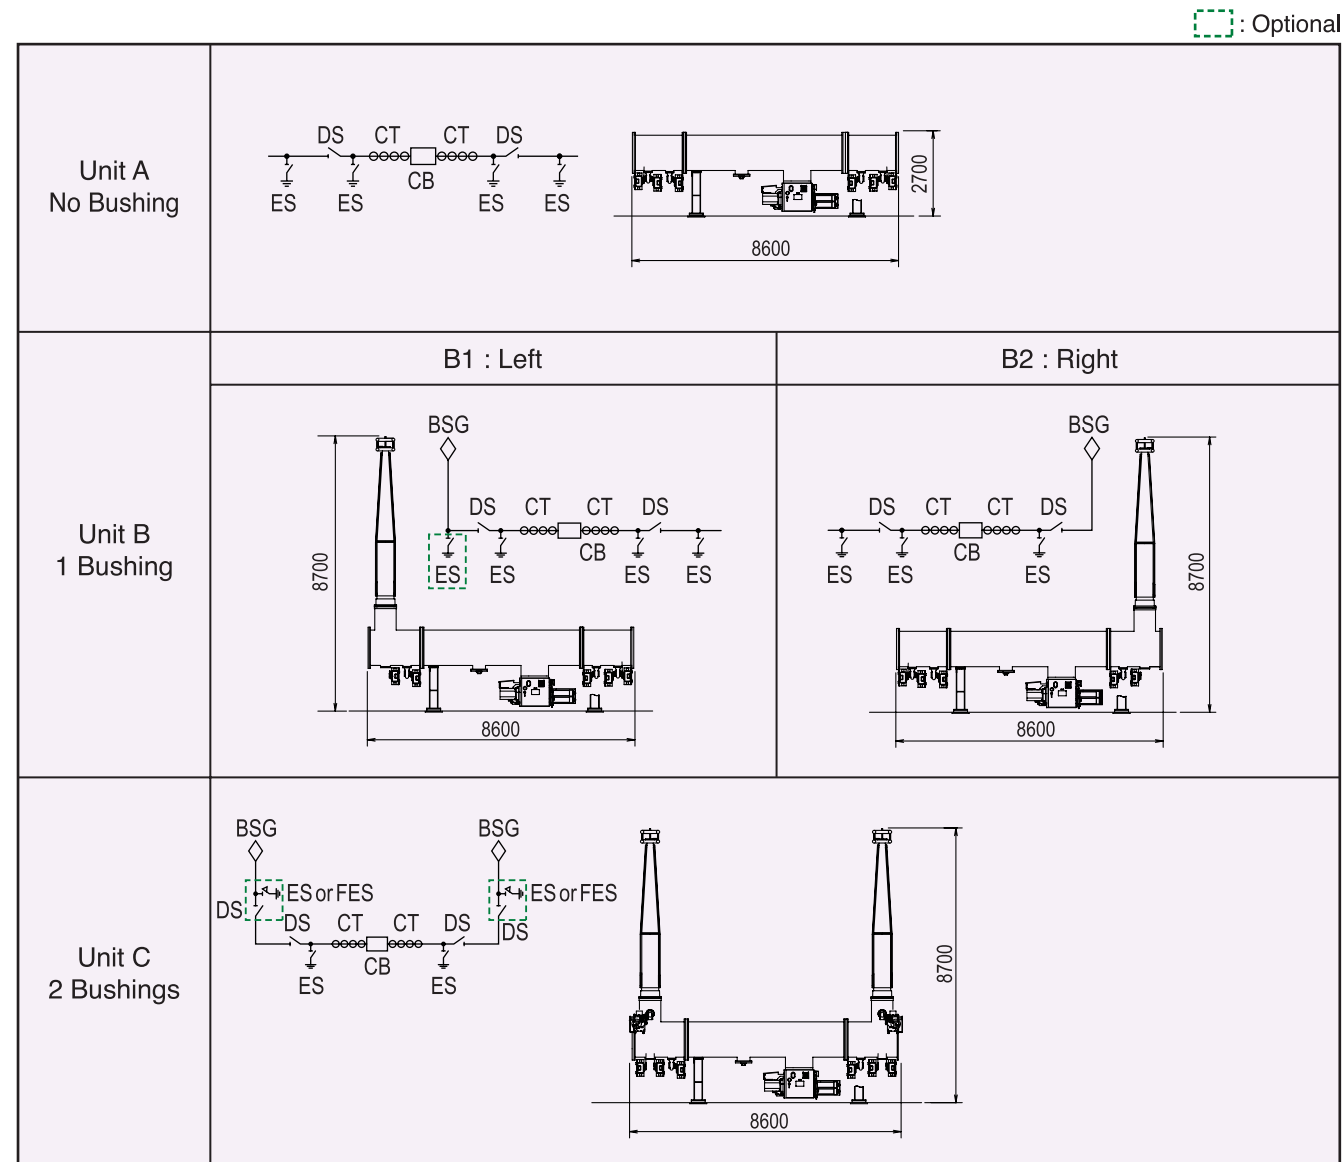 : Optional
Unit A
No Bushing
DS CT CT DS
CB
ES ES ES ES
2700
8600
B1 : Left
B2 : Right
Unit B
1 Bushing
BSG
DS CT CT DS
CB
ES ES ES ES
8700
8600
BSG
DS CT CT DS
CB
ES ES ES
8700
8600
Unit C
2 Bushings
BSG BSG
ES or FES ES or FES
DS DS CT CT DS DS
CB
ES ES
8700
8600